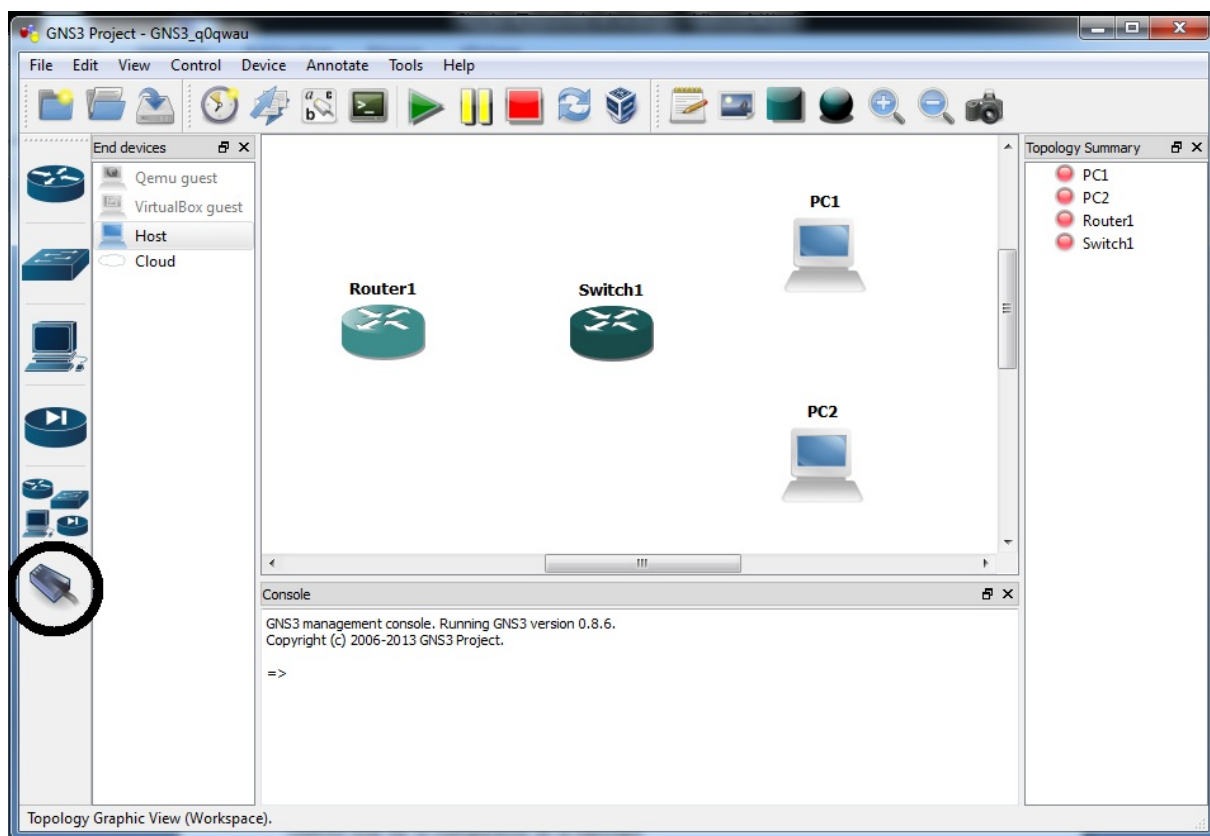 GNS3 Project - GNS3_q0qwau
File Edit View Control Device Annotate Tools Help
End devices
Topology Summary
Qemu guest
VirtualBox guest
Host
Cloud
PC1
PC2
Router1
Switch1
Router1
Switch1
PC1
PC2
Console
GNS3 management console. Running GNS3 version 0.8.6.
Copyright (c) 2006-2013 GNS3 Project.
=>
Topology Graphic View (Workspace).